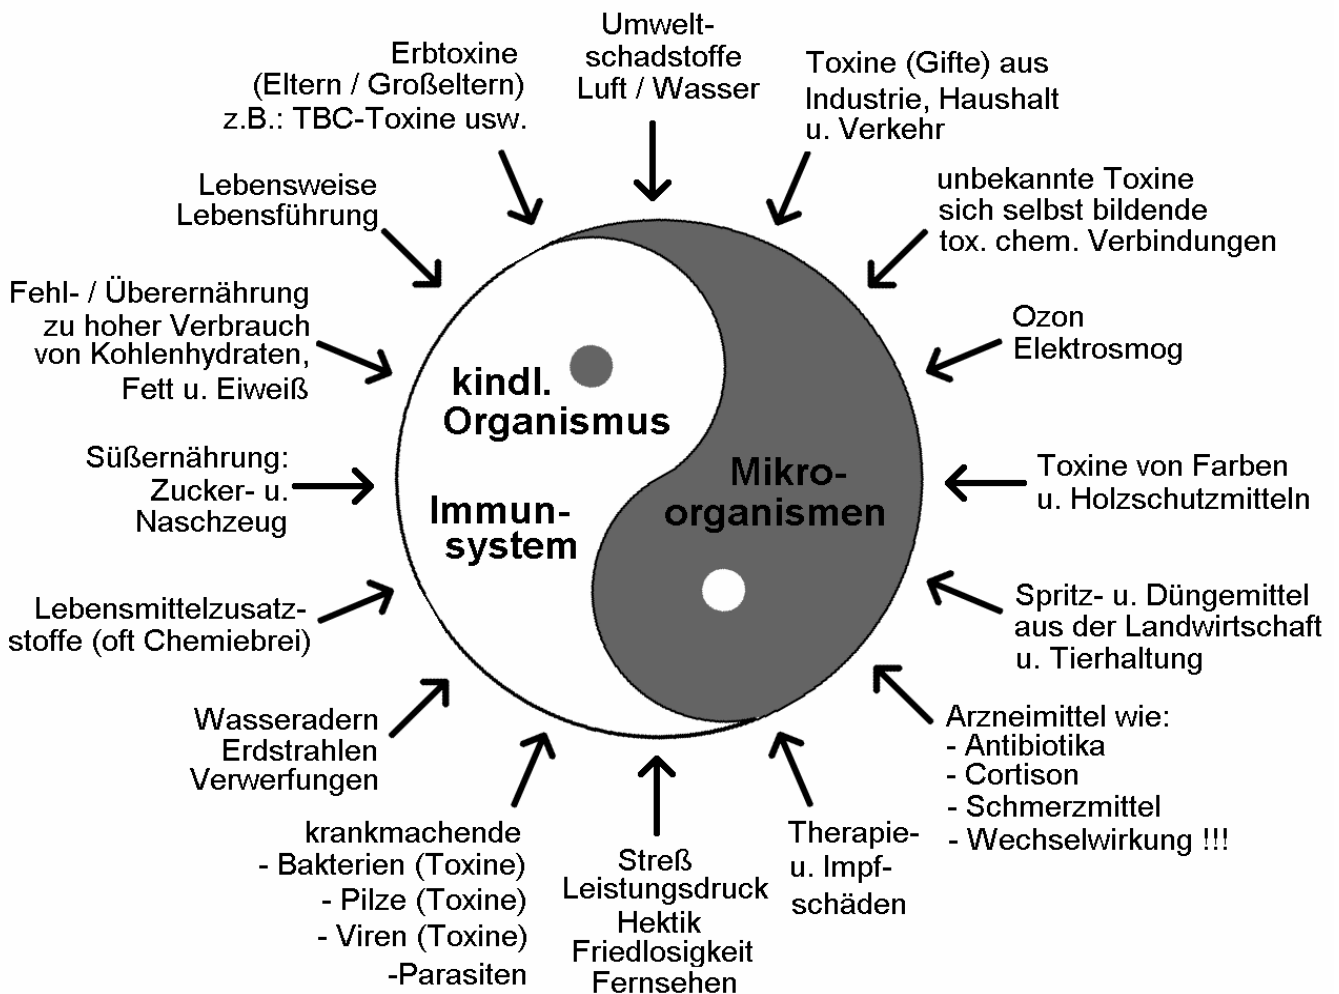 Umwelt-
schadstoffe
Luft / Wasser
Toxine (Gifte) aus
Industrie, Haushalt
u. Verkehr
unbekannte Toxine
sich selbst bildende
tox. chem. Verbindungen
Ozon
Elektrosmog
Toxine von Farben
u. Holzschutzmitteln
Spritz- u. Düngemittel
aus der Landwirtschaft
u. Tierhaltung
Arzneimittel wie:
- Antibiotika
- Cortison
- Schmerzmittel
- Wechselwirkung !!!
Therapie-
u. Impf-
schäden
Streß
Leistungsdruck
Hektik
Friedlosigkeit
Fernsehen
krankmachende
- Bakterien (Toxine)
- Pilze (Toxine)
- Viren (Toxine)
-Parasiten
Wasseradern
Erdstrahlen
Verwerfungen
Lebensmittelzusatz-
stoffe (oft Chemiebrei)
Süßernährung:
Zucker- u.
Naschzeug
Fehl- / Überernährung
zu hoher Verbrauch
von Kohlenhydraten,
Fett u. Eiweiß
Lebensweise
Lebensführung
Erbtoxine
(Eltern / Großeltern)
z.B.: TBC-Toxine usw.
kindl.
Organismus
Immun-
system
Mikro-
organismen